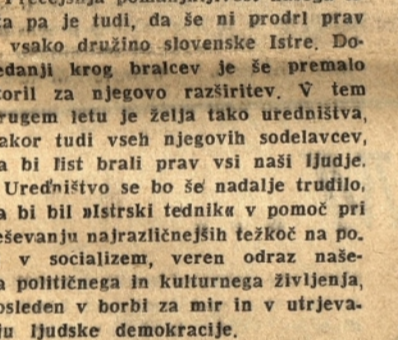 pa je tudi, da še ni prodrl prav
vsako družino slovenske Istre. Do-
edanji krog bralcev je še premalo
toril za njegovo razširitev. V tem
rugem letu je želja tako uredništva,
akor tudi vseh njegovih sodelavcev,
a bi list brali prav vsi naši ljudje.
Uredništvo se bo še nadalje trudilo,
a bi bil »Istrski tednik« v pomoč pri
eševanju najrazličnejših težkoč na po.
v socializem, veren odraz naše-
a političnega in kulturnega življenja,
osleden v borbi za mir in v utrjeva-
ju ljudske demokracije.